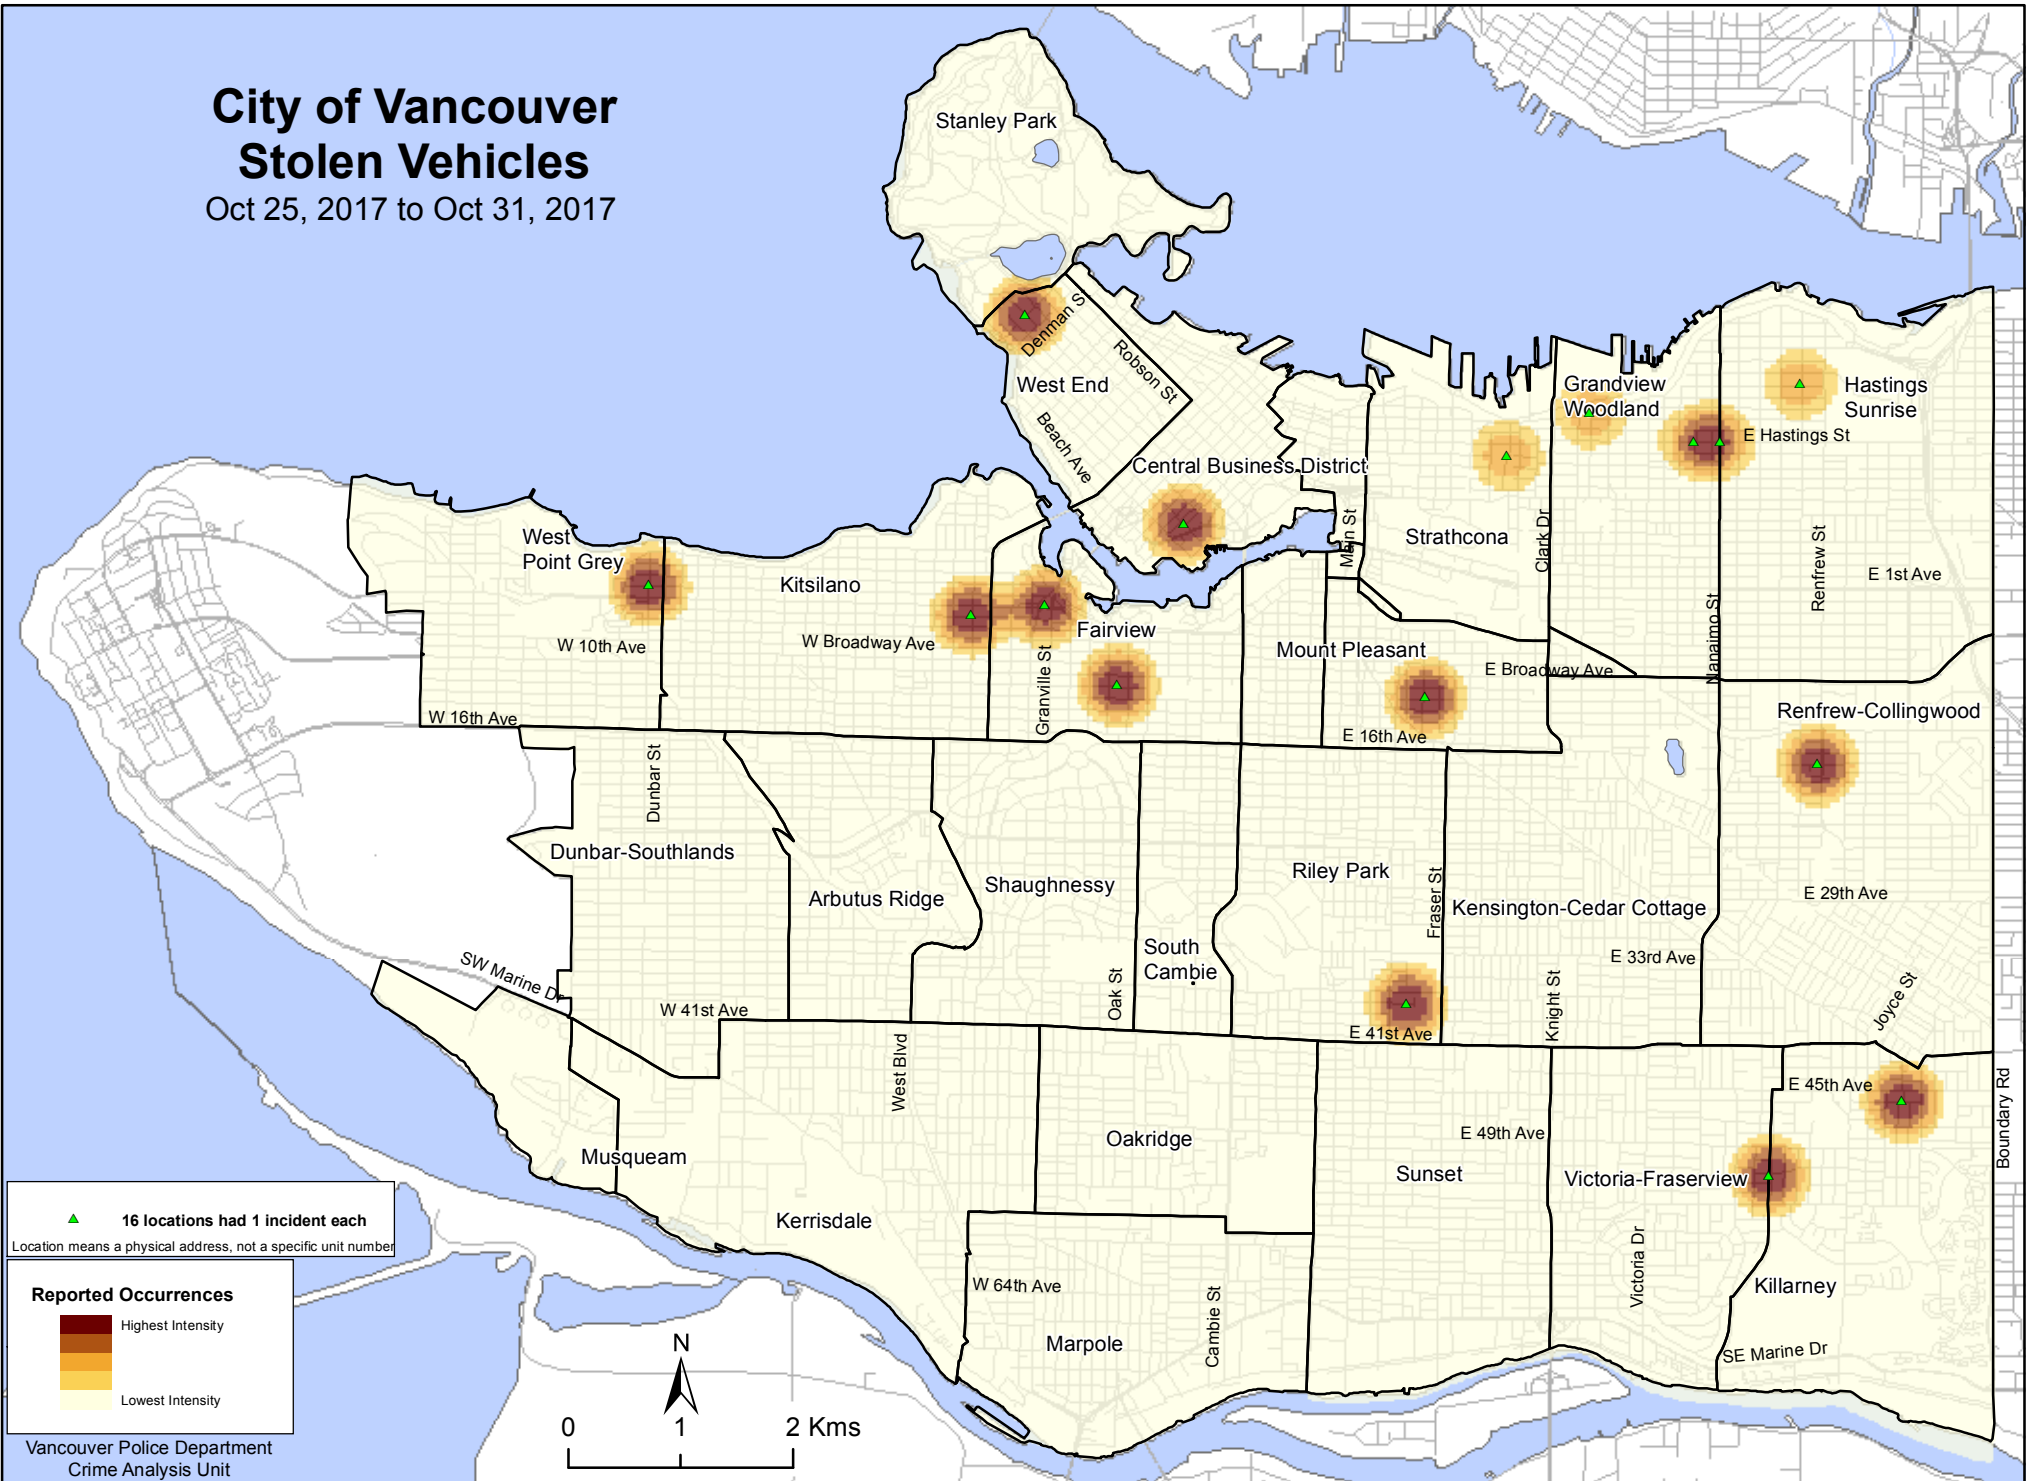 City of Vancouver
Stolen Vehicles
Oct 25, 2017 to Oct 31, 2017
Stanley Park
Denman St
Robson St
West End
Beach Ave
Central Business District
Grandview
Woodland
Hastings
Sunrise
E Hastings St
Main St
Strathcona
Clark Dr
Nanaimo St
Renfrew St
E 1st Ave
West
Point Grey
Kitsilano
W 10th Ave
W Broadway Ave
Fairview
Granville St
Mount Pleasant
E Broadway Ave
W 16th Ave
E 16th Ave
Renfrew-Collingwood
Dunbar St
Dunbar-Southlands
Arbutus Ridge
Shaughnessy
Riley Park
Fraser St
Kensington-Cedar Cottage
E 29th Ave
South
Cambie
E 33rd Ave
SW Marine Dr
W 41st Ave
Oak St
Knight St
Joyce St
E 41st Ave
West Blvd
E 45th Ave
Boundary Rd
Musqueam
Oakridge
E 49th Ave
Sunset
Victoria-Fraserview
Kerrisdale
Victoria Dr
W 64th Ave
Cambie St
Killarney
Marpole
SE Marine Dr
16 locations had 1 incident each
Location means a physical address, not a specific unit number
Reported Occurrences
Highest Intensity
Lowest Intensity
Vancouver Police Department
Crime Analysis Unit
N
0 1 2 Kms